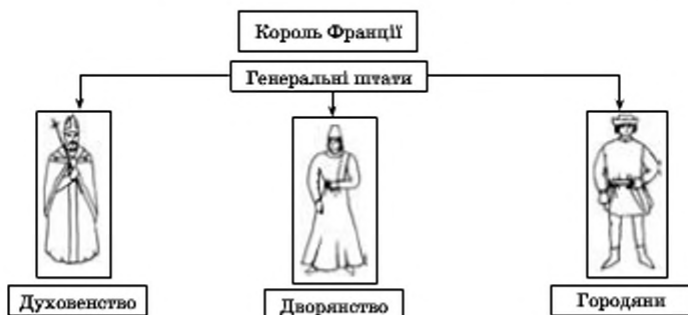 Король Франції
Генеральні штати
Духовенство
Дворянство
Городяни